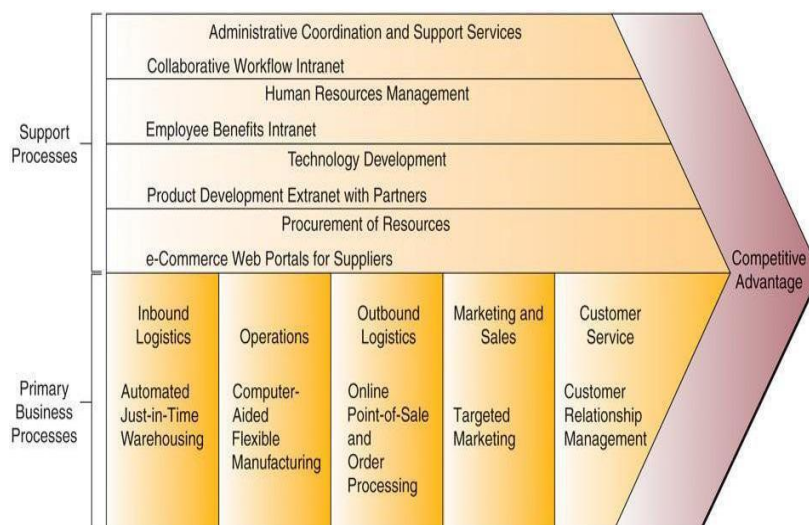 Administrative Coordination and Support Services
Collaborative Workflow Intranet
Human Resources Management
Employee Benefits Intranet
Support
Processes
Technology Development
Product Development Extranet with Partners
Procurement of Resources
e-Commerce Web Portals for Suppliers
Competitive
Advantage
Primary
Business
Processes
Inbound
Logistics
Automated
Just-in-Time
Warehousing
Operations
Computer-
Aided
Flexible
Manufacturing
Outbound
Logistics
Online
Point-of-Sale
and
Order
Processing
Marketing and
Sales
Targeted
Marketing
Customer
Service
Customer
Relationship
Management